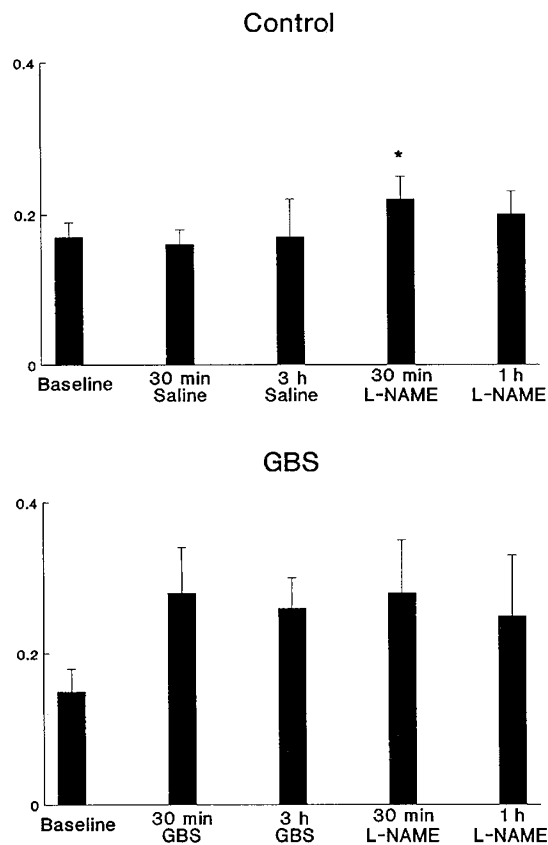 Control
0.4
*
0.2
0
Baseline
30 min
Saline
3 h
Saline
30 min
L-NAME
1 h
L-NAME
GBS
0.4
0.2
0
Baseline
30 min
GBS
3 h
GBS
30 min
L-NAME
1 h
L-NAME